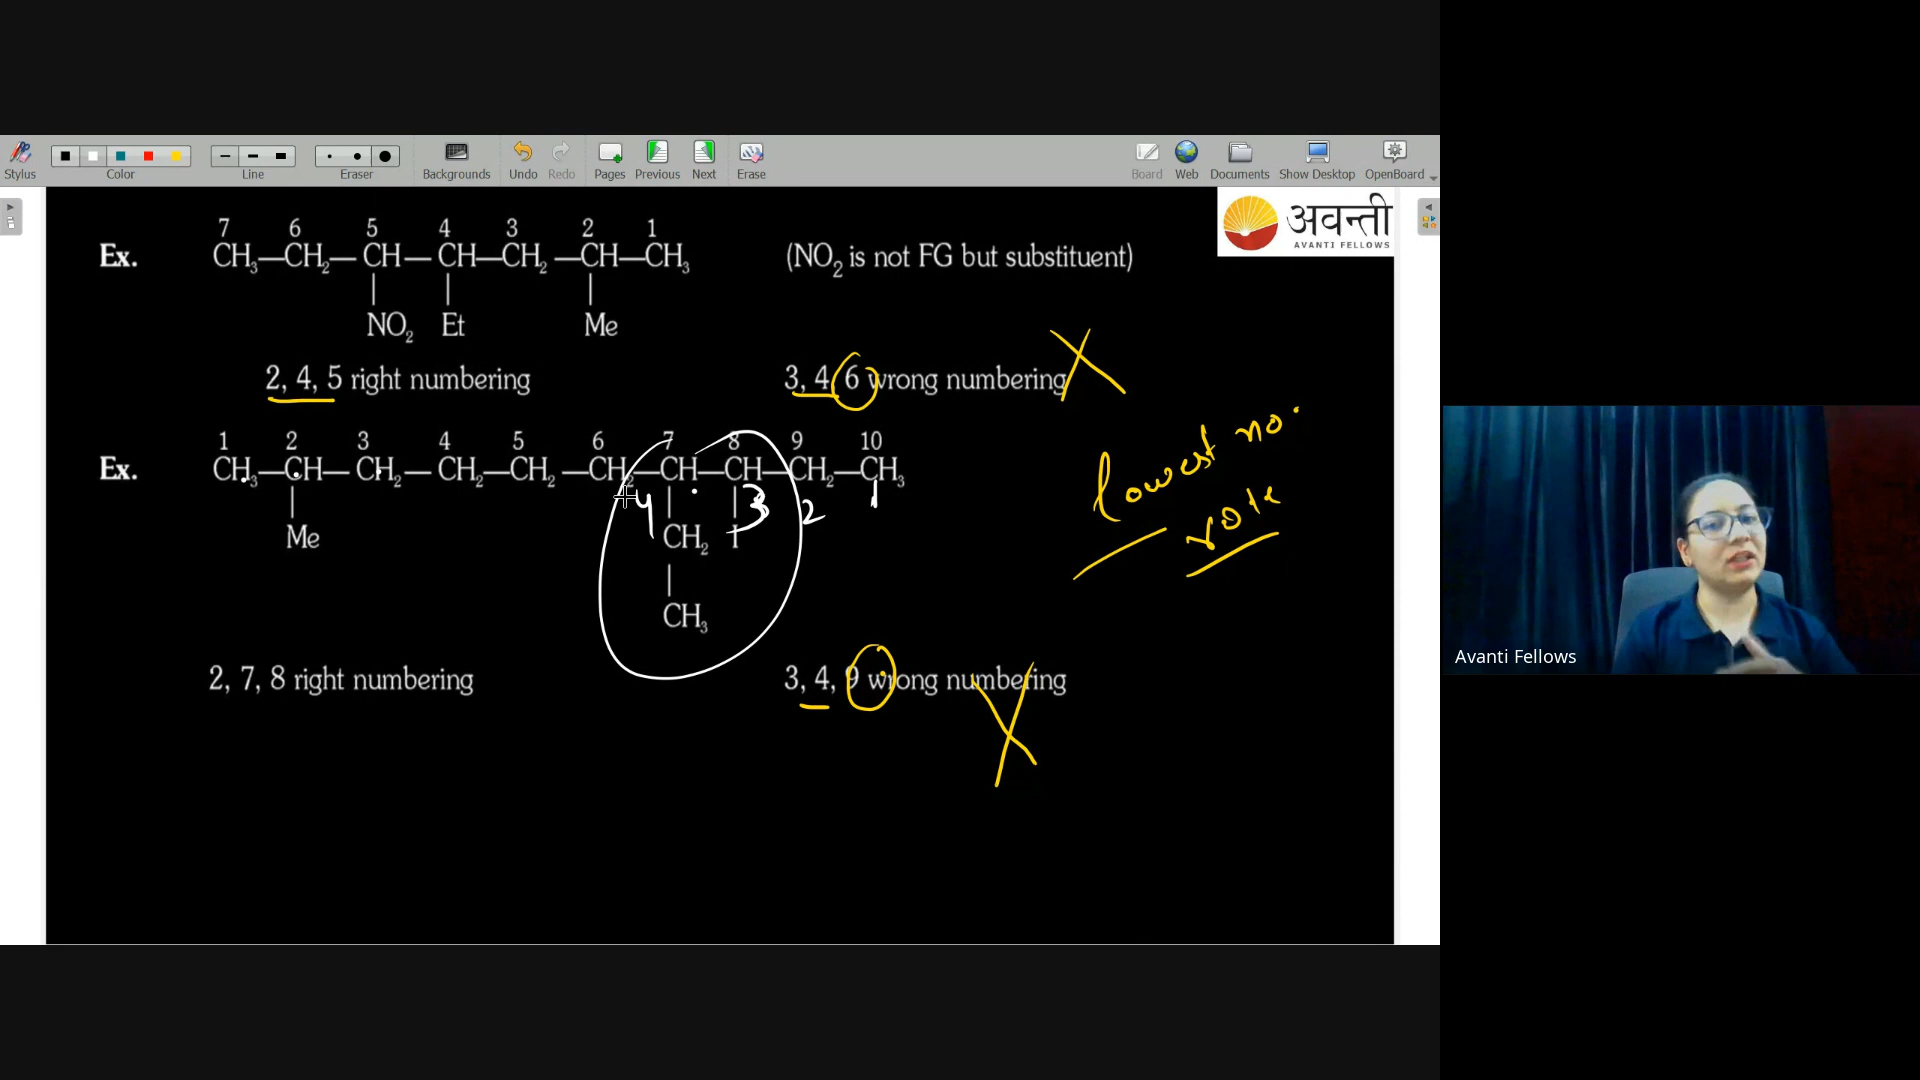 Stylus Color Line Eraser Backgrounds Undo Redo Pages Previous Next Erase Board Web Documents Show Desktop OpenBoard
अवन्ती
AVANTI FELLOWS
7 6 5 4 3 2 1
Ex. CH₃—CH₂—CH—CH—CH₂—CH—CH₃ (NO₂ is not FG but substituent)
NO₂ Et Me
2, 4, 5 right numbering 3, 4, 6 wrong numbering
lowest no.
1 2 3 4 5 6 7 8 9 10
Ex. CH₃—CH—CH₂—CH₂—CH₂—CH₂—CH—CH—CH₂—CH₃
4 3 2 1
Me CH₂ I
CH₃
2, 7, 8 right numbering 3, 4, 9 wrong numbering
Avanti Fellows